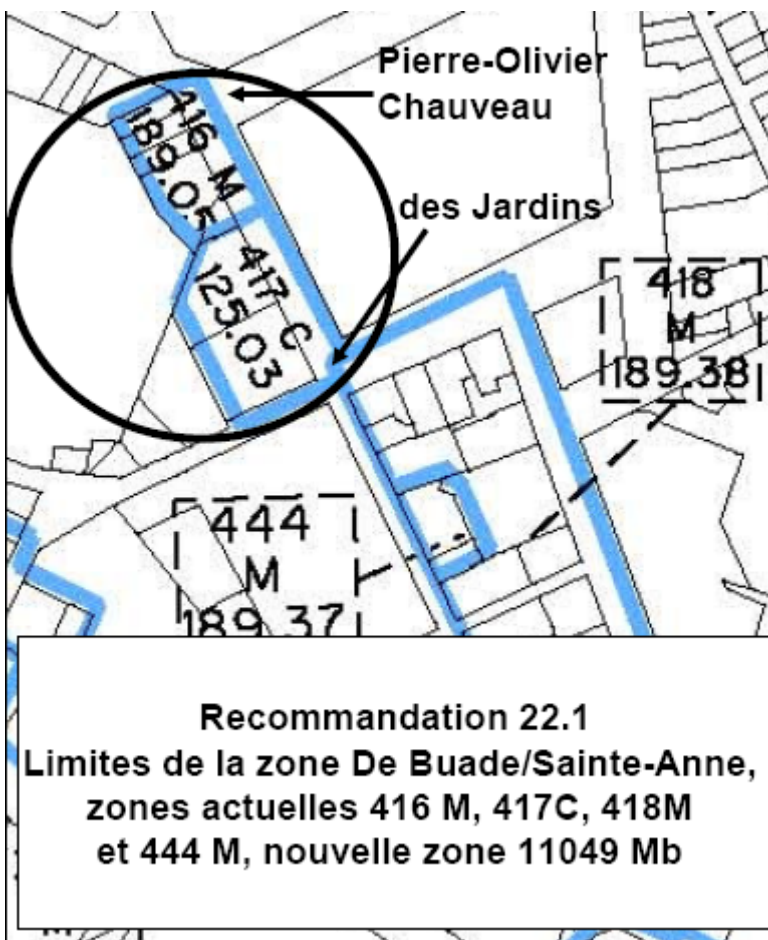 Pierre-Olivier
Chauveau
416 M
189.05
des Jardins
417 C
125.03
418
M
189.38
444
M
189.37
Recommandation 22.1
Limites de la zone De Buade/Sainte-Anne,
zones actuelles 416 M, 417C, 418M
et 444 M, nouvelle zone 11049 Mb